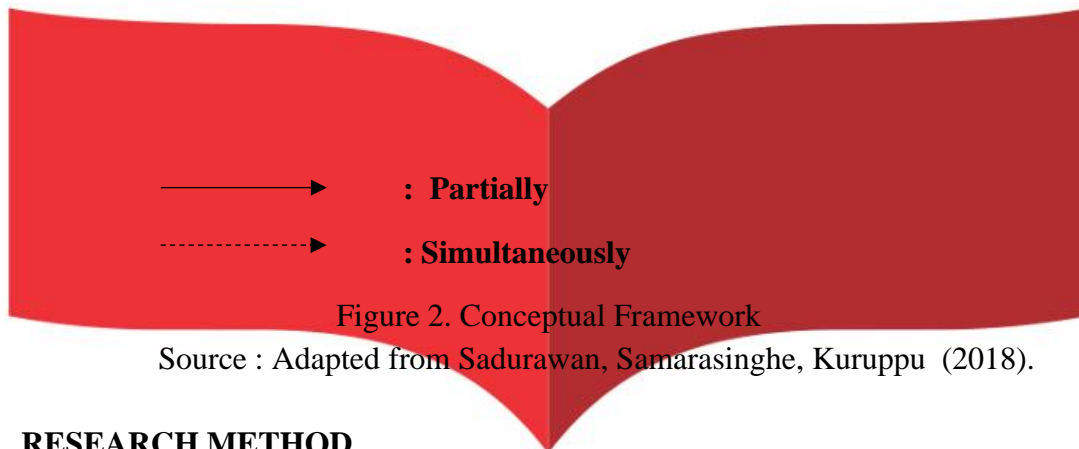 : Partially
: Simultaneously
Figure 2. Conceptual Framework
Source : Adapted from Sadurawan, Samarasinghe, Kuruppu (2018).
RESEARCH METHOD